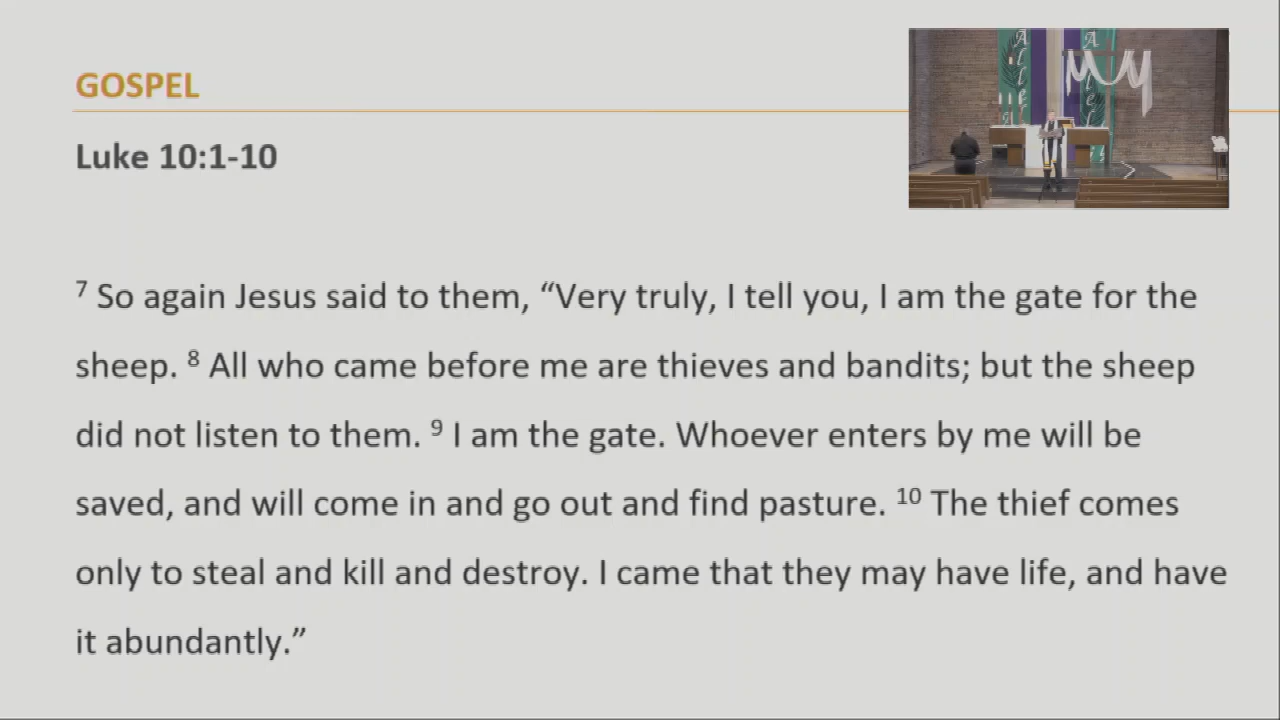 GOSPEL
Luke 10:1-10
7 So again Jesus said to them, “Very truly, I tell you, I am the gate for the
sheep. 8 All who came before me are thieves and bandits; but the sheep
did not listen to them. 9 I am the gate. Whoever enters by me will be
saved, and will come in and go out and find pasture. 10 The thief comes
only to steal and kill and destroy. I came that they may have life, and have
it abundantly.”